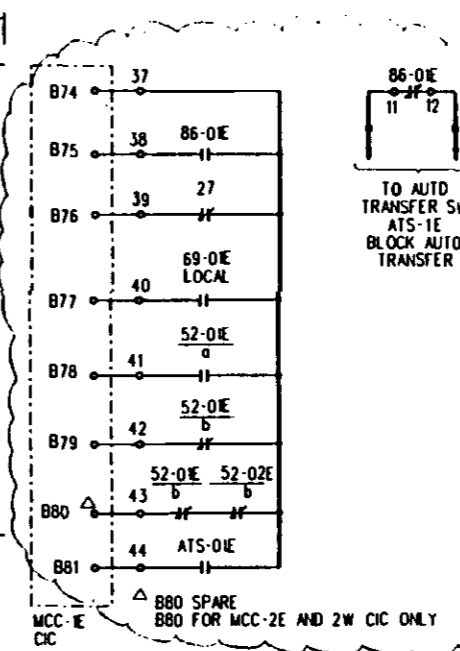 B74 37
B75 38 86-01E
B76 39 27
69-01E
LOCAL
B77 40
52-01E
a
B78 41
52-01E
b
B79 42
52-01E 52-02E
b b
B80 △ 43
B81 44 ATS-01E
△ B80 SPARE
B80 FOR MCC-2E AND 2W CIC ONLY
MCC-1E
CIC
86-01E
11 12
TO AUTO
TRANSFER SW
ATS-1E
BLOCK AUTO
TRANSFER